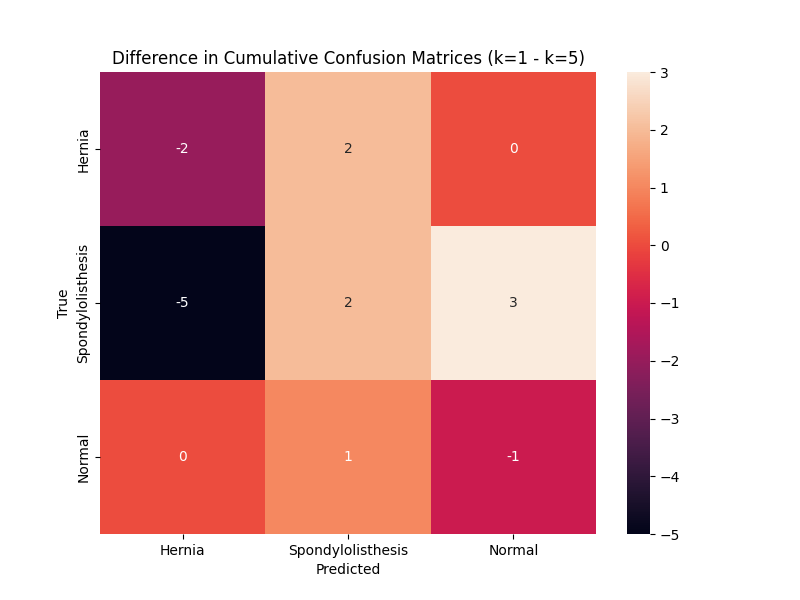 Difference in Cumulative Confusion Matrices (k=1 - k=5)
Hernia
Spondylolisthesis
Normal
True
-2 2 0
-5 2 3
0 1 -1
Hernia Spondylolisthesis Normal
Predicted
3
2
1
0
−1
−2
−3
−4
−5